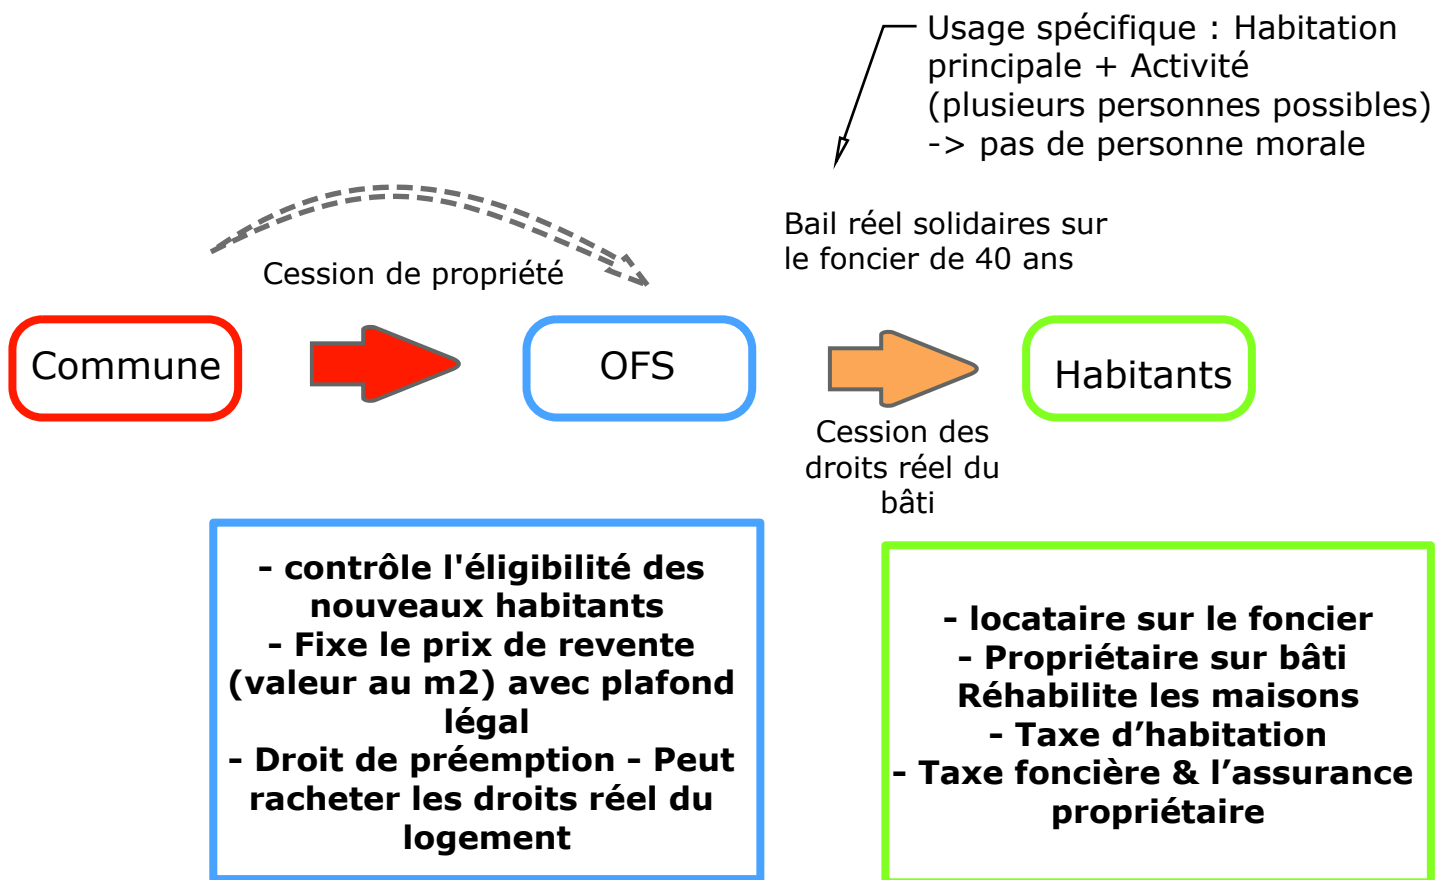 Usage spécifique : Habitation
principale + Activité
(plusieurs personnes possibles)
-> pas de personne morale
Bail réel solidaires sur
le foncier de 40 ans
Cession de propriété
Commune
OFS
Habitants
Cession des
droits réel du
bâti
- contrôle l'éligibilité des
nouveaux habitants
- Fixe le prix de revente
(valeur au m2) avec plafond
légal
- Droit de préemption - Peut
racheter les droits réel du
logement
- locataire sur le foncier
- Propriétaire sur bâti
Réhabilite les maisons
- Taxe d’habitation
- Taxe foncière & l’assurance
propriétaire